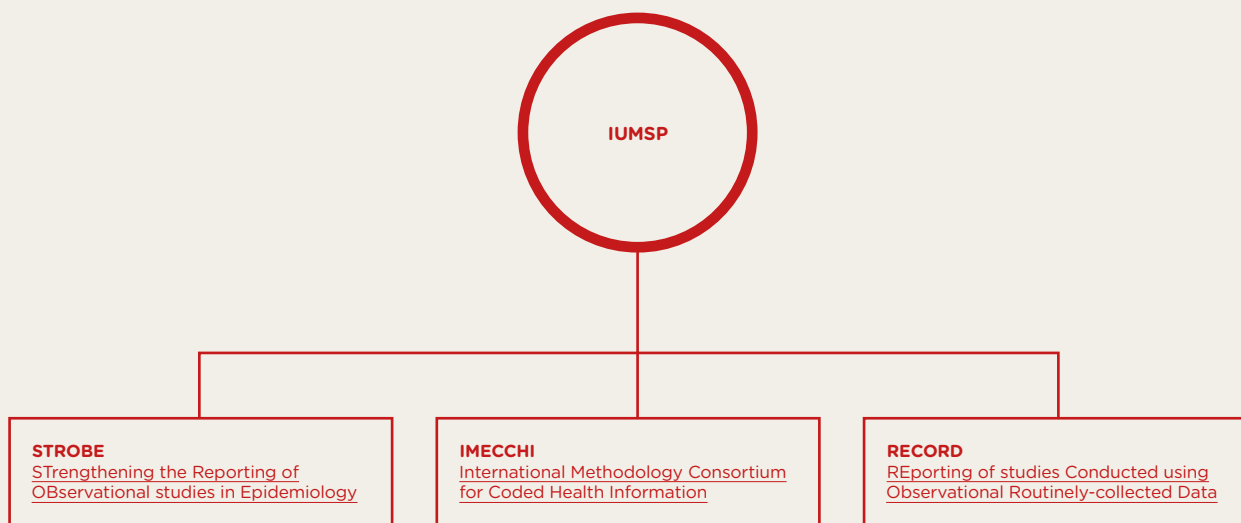 IUMSP
STROBE
STrengthening the Reporting of
OBservational studies in Epidemiology
IMECCHI
International Methodology Consortium
for Coded Health Information
RECORD
REporting of studies Conducted using
Observational Routinely-collected Data